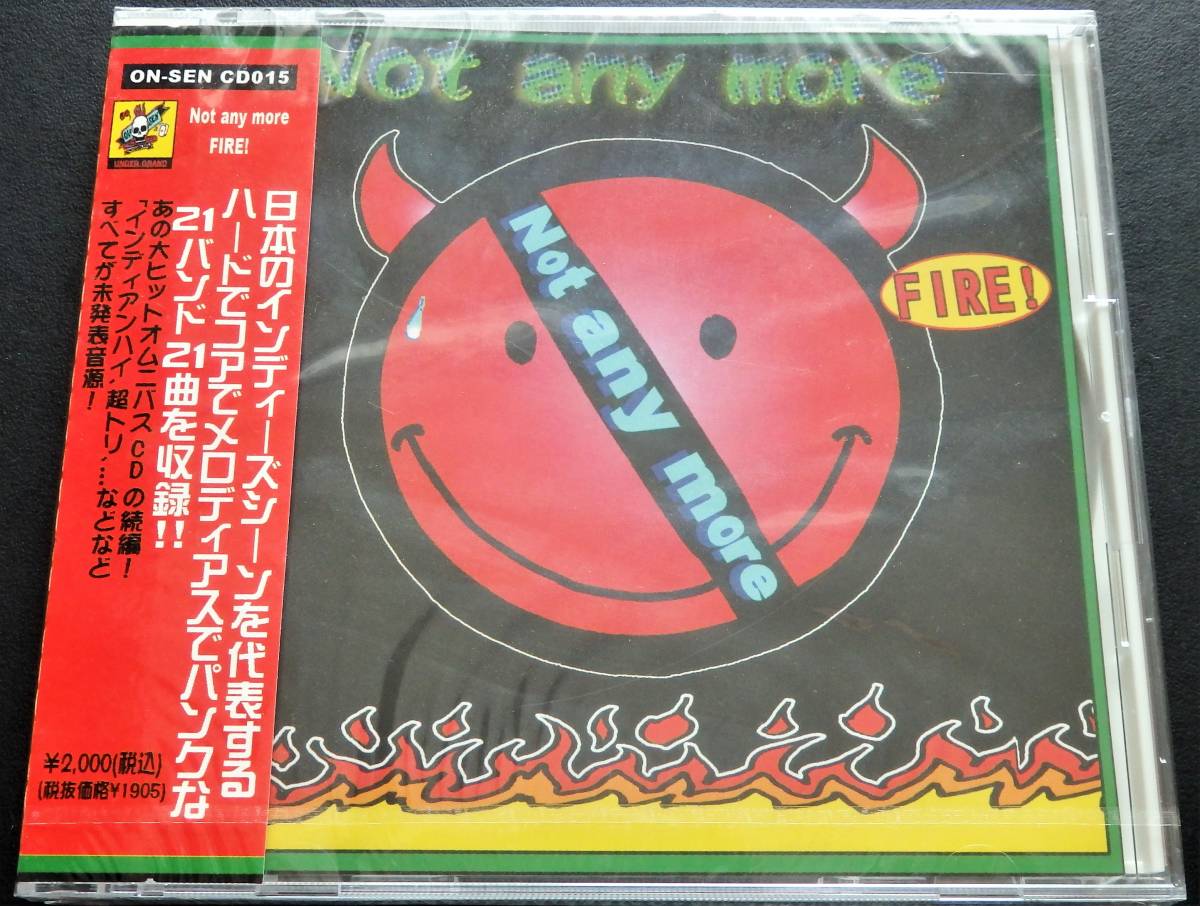 ON-SEN CD015
Not any more
FIRE!
UNDER GRAND
日本のインディーズシーンを代表する
ハードでコアでメロディアスでパンクな
21バンド21曲を収録!!
あの大ヒットオムニバスCDの続編!
「インディアンハイ、超トリ、…などなど
すべてが未発表音源!
¥2,000(税込)
(税抜価格¥1905)
Not any more
Not any more
FIRE!